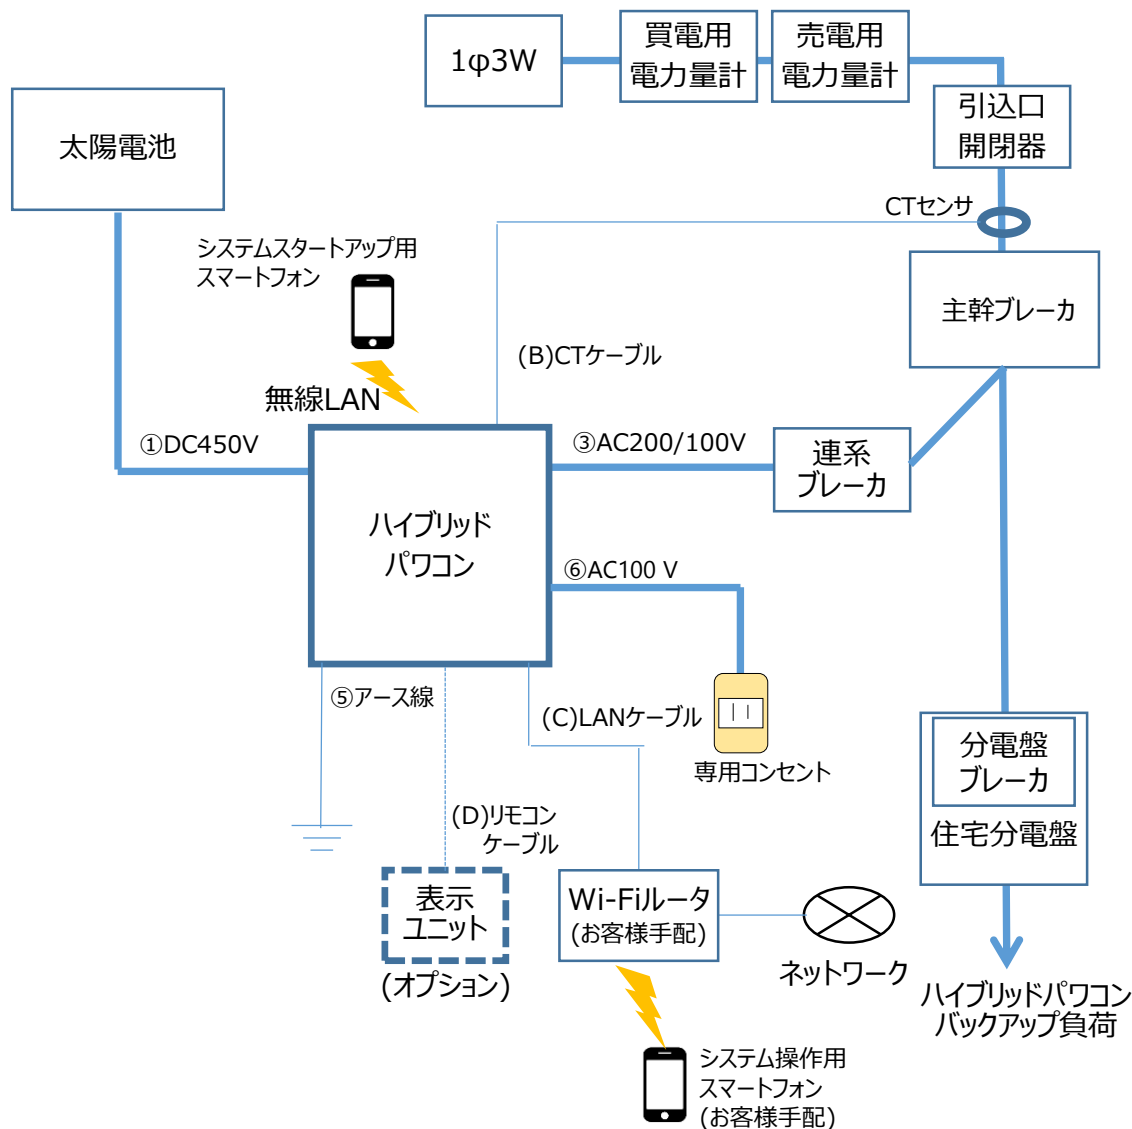 1φ3W
買電用
電力量計
売電用
電力量計
引込口
開閉器
太陽電池
CTセンサ
システムスタートアップ用
スマートフォン
主幹ブレーカ
(B)CTケーブル
無線LAN
①DC450V
③AC200/100V
連系
ブレーカ
ハイブリッド
パワコン
⑥AC100 V
⑤アース線
(C)LANケーブル
専用コンセント
分電盤
ブレーカ
住宅分電盤
(D)リモコン
ケーブル
表示
ユニット
(オプション)
Wi-Fiルータ
(お客様手配)
ネットワーク
ハイブリッドパワコン
バックアップ負荷
システム操作用
スマートフォン
(お客様手配)